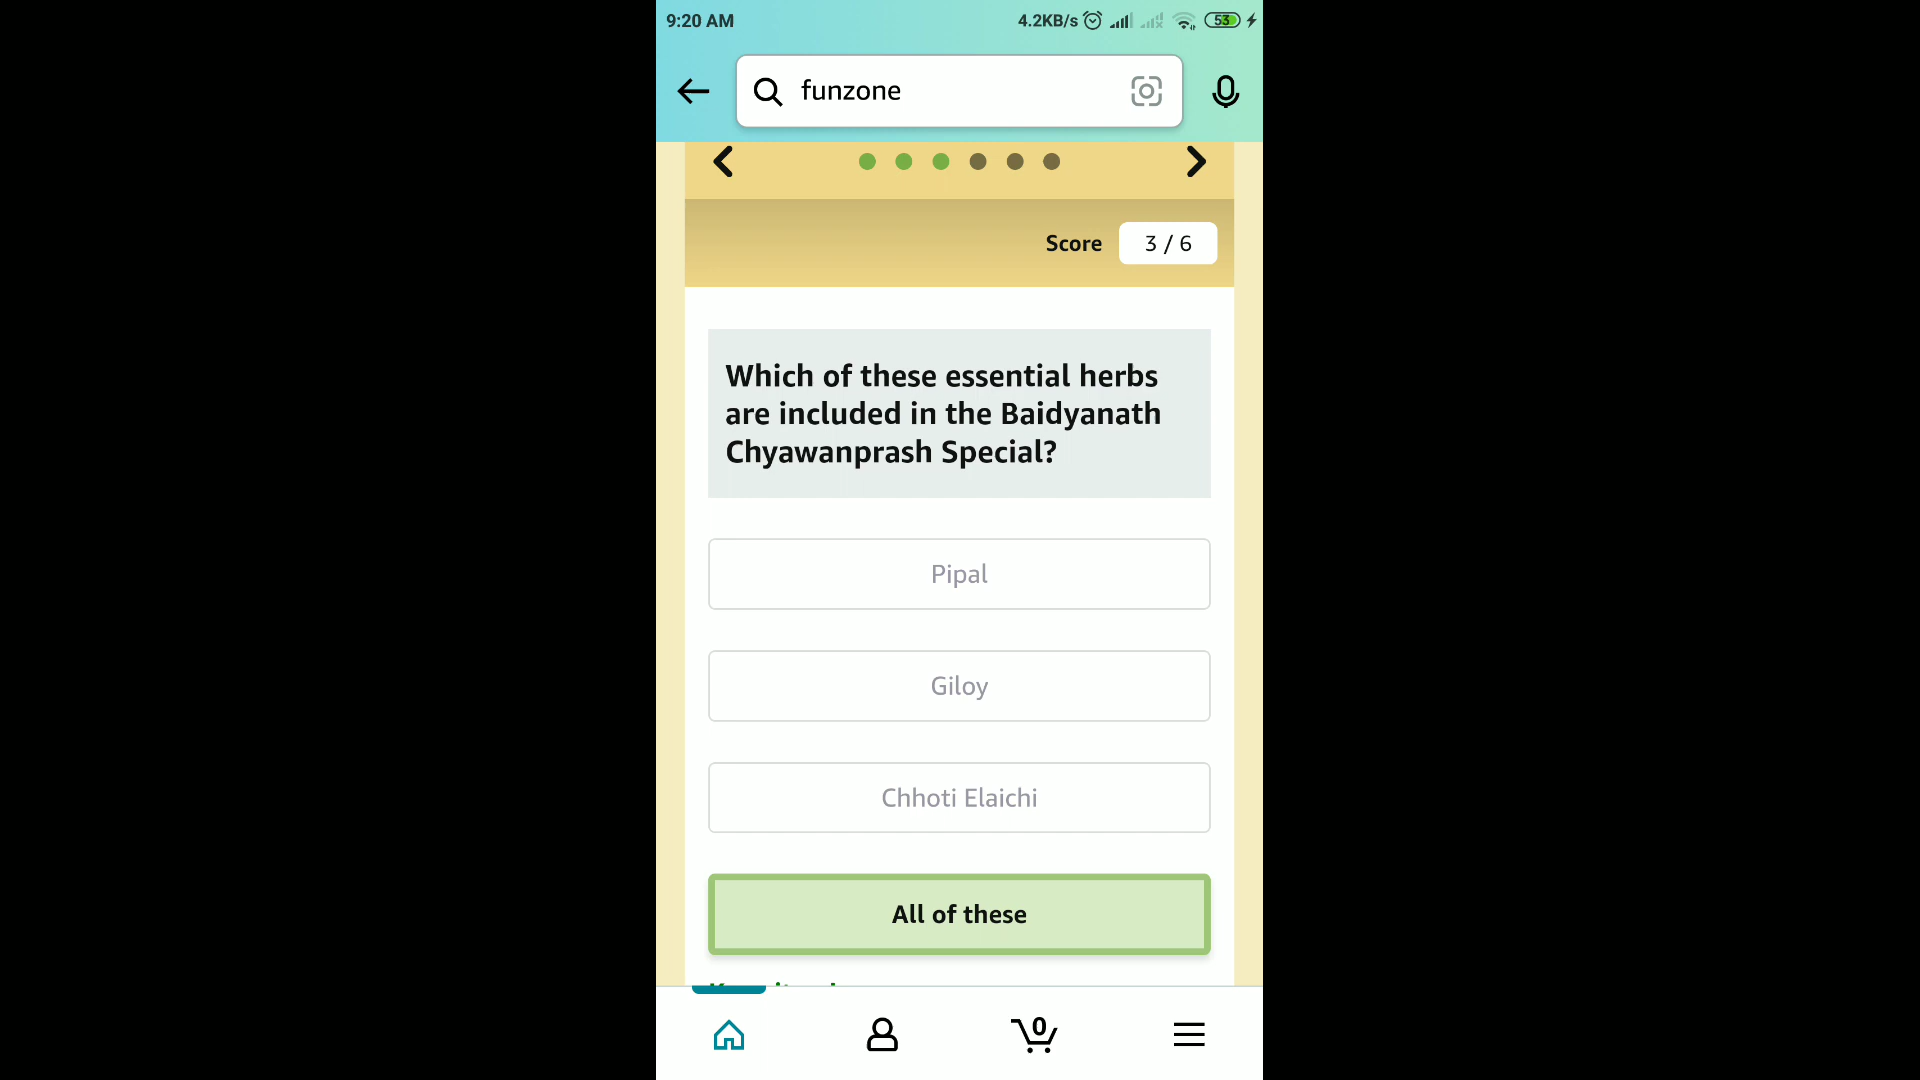 9:20 AM
4.2KB/s
53
funzone
Score
3 / 6
Which of these essential herbs
are included in the Baidyanath
Chyawanprash Special?
Pipal
Giloy
Chhoti Elaichi
All of these
0